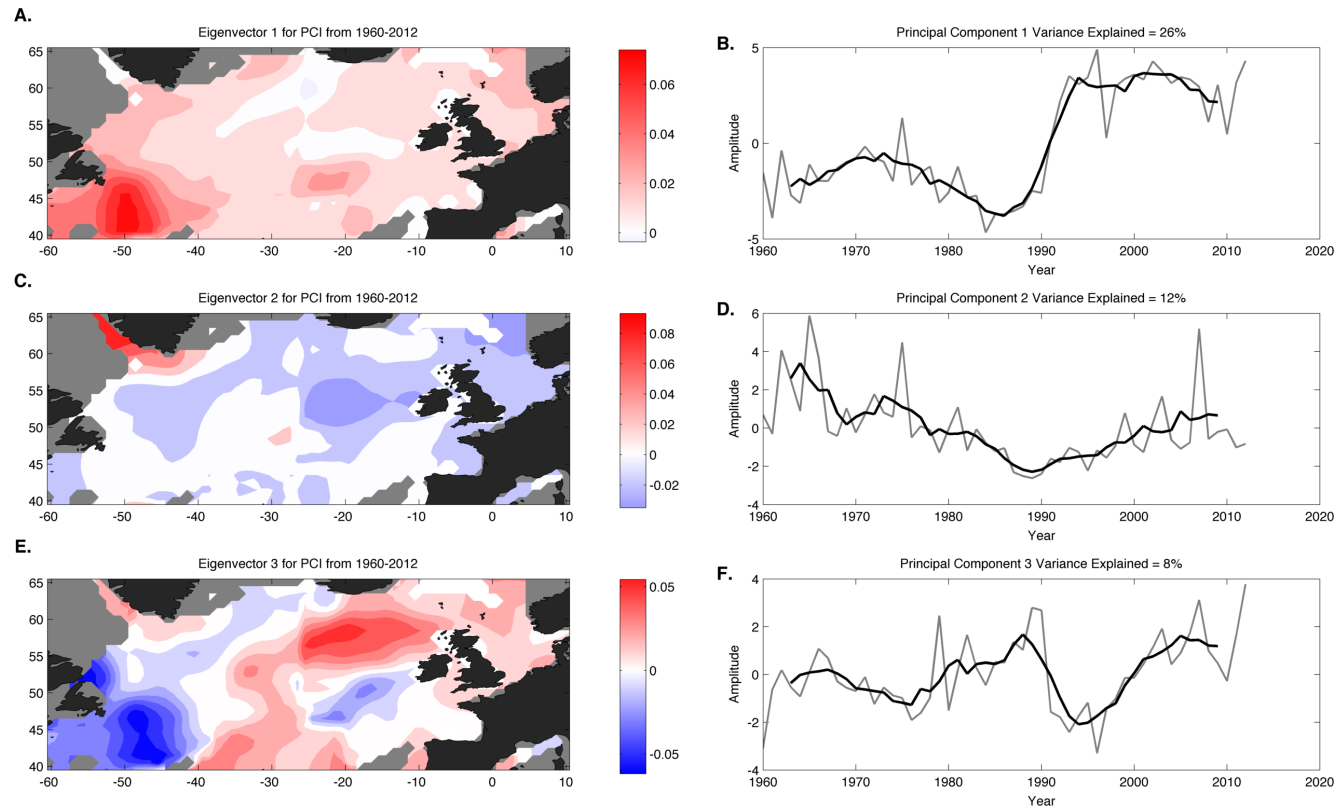 A.
Eigenvector 1 for PCI from 1960-2012
65
60
55
50
45
40
-60 -50 -40 -30 -20 -10 0 10
0.06
0.04
0.02
0
B.
Principal Component 1 Variance Explained = 26%
5
0
-5
Amplitude
1960 1970 1980 1990 2000 2010 2020
Year
C.
Eigenvector 2 for PCI from 1960-2012
65
60
55
50
45
40
-60 -50 -40 -30 -20 -10 0 10
0.08
0.06
0.04
0.02
0
-0.02
D.
Principal Component 2 Variance Explained = 12%
6
4
2
0
-2
-4
Amplitude
1960 1970 1980 1990 2000 2010 2020
Year
E.
Eigenvector 3 for PCI from 1960-2012
65
60
55
50
45
40
-60 -50 -40 -30 -20 -10 0 10
0.05
0
-0.05
F.
Principal Component 3 Variance Explained = 8%
4
2
0
-2
-4
Amplitude
1960 1970 1980 1990 2000 2010 2020
Year